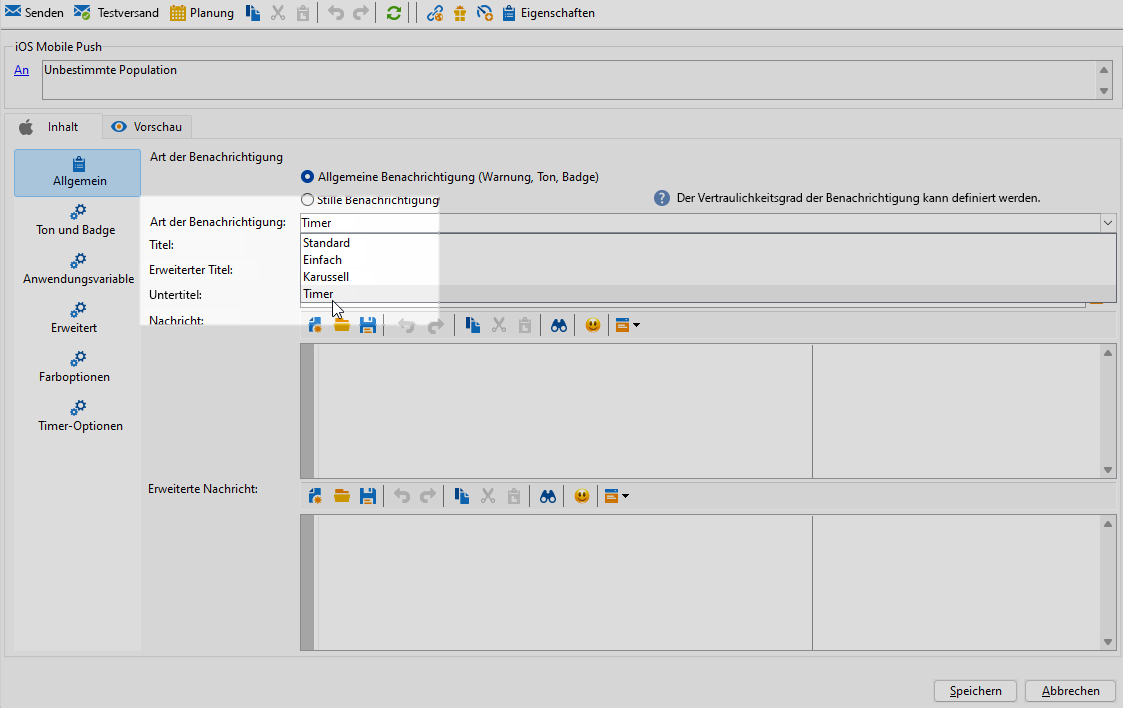 Senden Testversand Planung Eigenschaften
iOS Mobile Push
An Unbestimmte Population
Inhalt Vorschau
Allgemein
Ton und Badge
Anwendungsvariable
Erweitert
Farboptionen
Timer-Optionen
Art der Benachrichtigung
Allgemeine Benachrichtigung (Warnung, Ton, Badge)
Stille Benachrichtigung
? Der Vertraulichkeitsgrad der Benachrichtigung kann definiert werden.
Art der Benachrichtigung: Timer
Standard
Einfach
Karussell
Timer
Titel:
Erweiterter Titel:
Untertitel:
Nachricht:
Erweiterte Nachricht:
Speichern Abbrechen